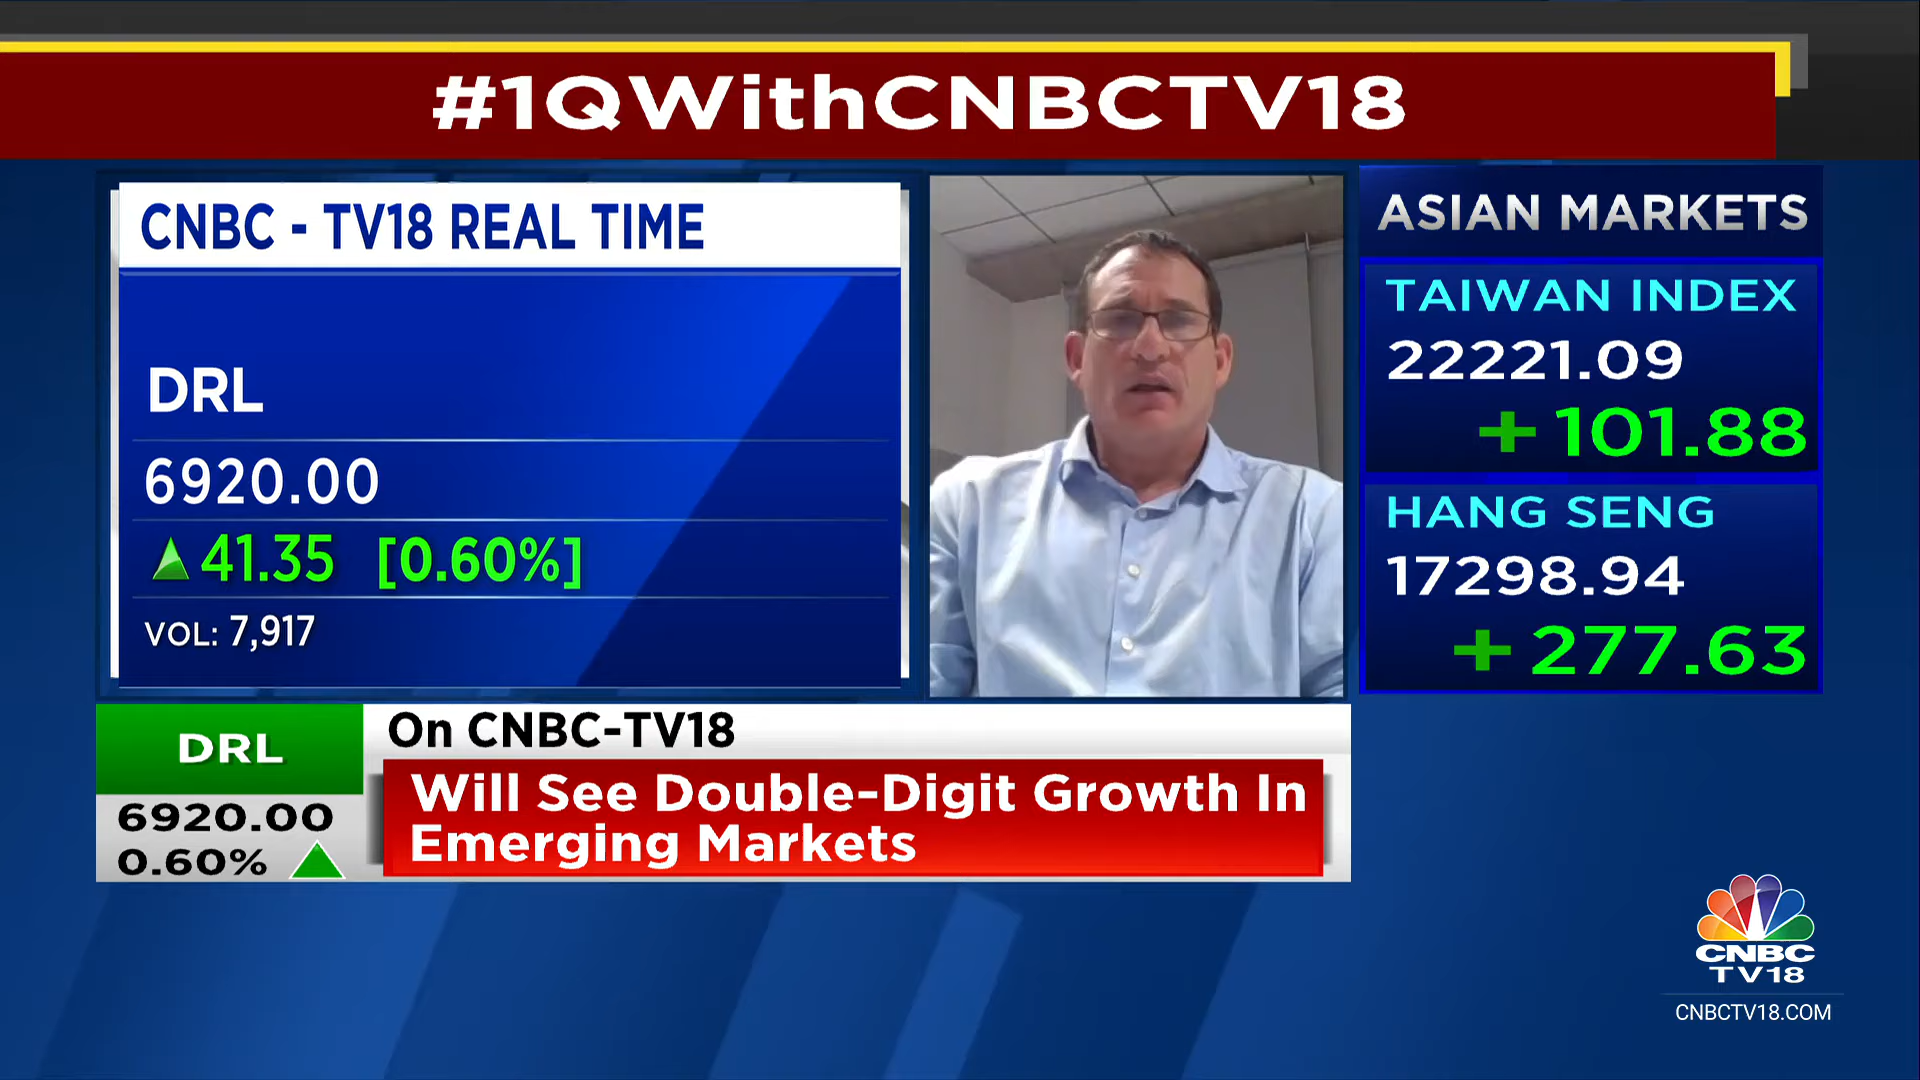 #1QWithCNBCTV18
CNBC - TV18 REAL TIME
DRL
6920.00
▲ 41.35 [0.60%]
VOL: 7,917
ASIAN MARKETS
TAIWAN INDEX
22221.09
+ 101.88
HANG SENG
17298.94
+ 277.63
DRL
6920.00
0.60% ▲
On CNBC-TV18
Will See Double-Digit Growth In
Emerging Markets
CNBC
TV18
CNBCTV18.COM